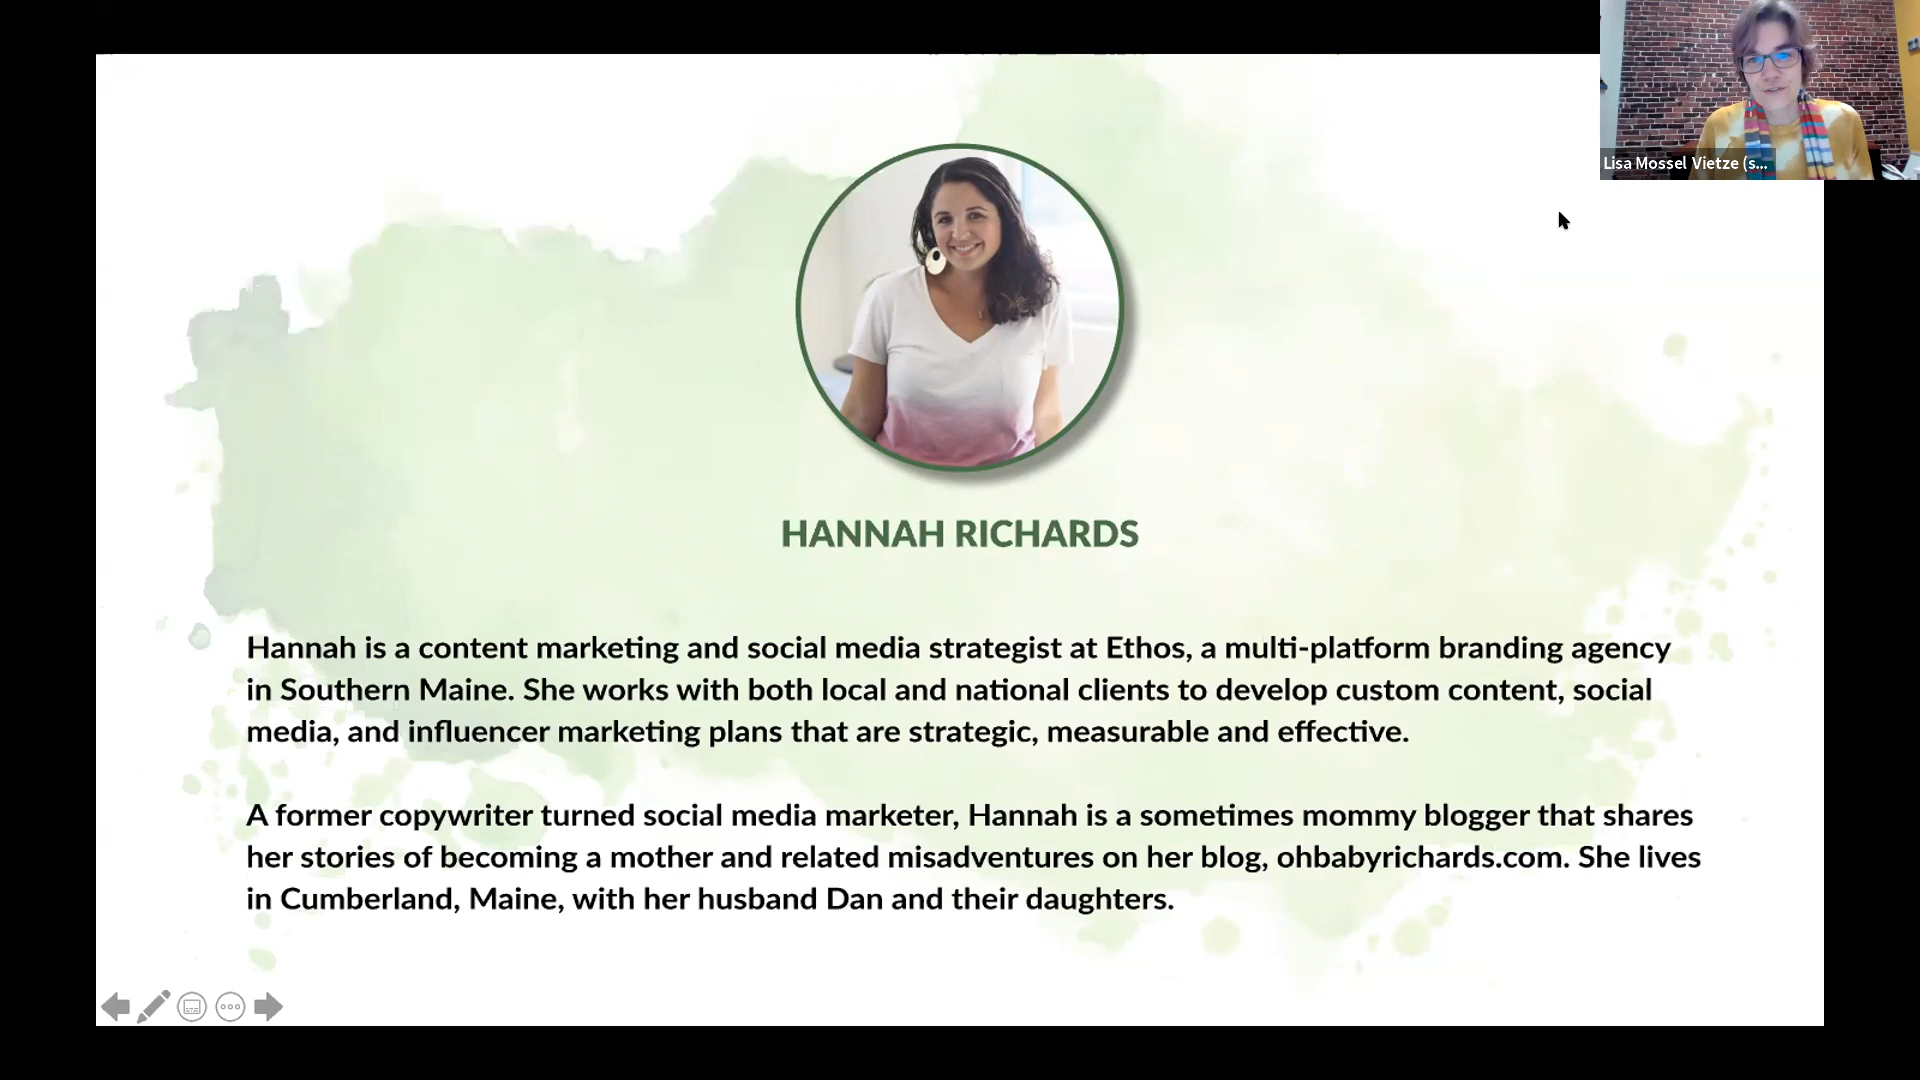 Lisa Mossel Vietze (s...
HANNAH RICHARDS
Hannah is a content marketing and social media strategist at Ethos, a multi-platform branding agency
in Southern Maine. She works with both local and national clients to develop custom content, social
media, and influencer marketing plans that are strategic, measurable and effective.
A former copywriter turned social media marketer, Hannah is a sometimes mommy blogger that shares
her stories of becoming a mother and related misadventures on her blog, ohbabyrichards.com. She lives
in Cumberland, Maine, with her husband Dan and their daughters.